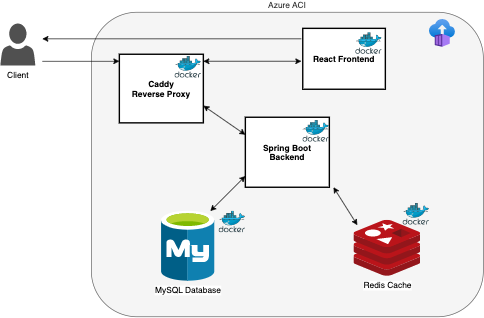 Azure ACI
docker
React Frontend
Client
docker
Caddy
Reverse Proxy
docker
Spring Boot
Backend
docker
docker
My
MySQL Database
Redis Cache